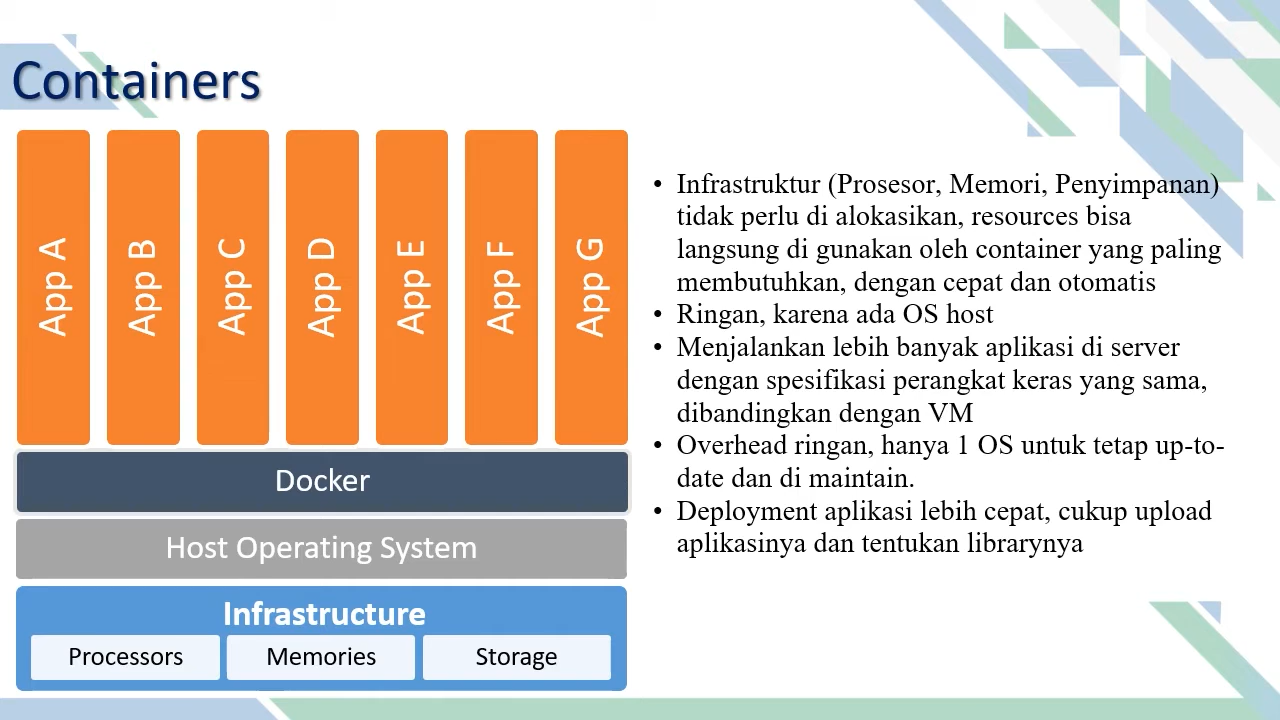 Containers
App A
App B
App C
App D
App E
App F
App G
Docker
Host Operating System
Infrastructure
Processors
Memories
Storage
• Infrastruktur (Prosesor, Memori, Penyimpanan)
tidak perlu di alokasikan, resources bisa
langsung di gunakan oleh container yang paling
membutuhkan, dengan cepat dan otomatis
• Ringan, karena ada OS host
• Menjalankan lebih banyak aplikasi di server
dengan spesifikasi perangkat keras yang sama,
dibandingkan dengan VM
• Overhead ringan, hanya 1 OS untuk tetap up-to-
date dan di maintain.
• Deployment aplikasi lebih cepat, cukup upload
aplikasinya dan tentukan librarynya